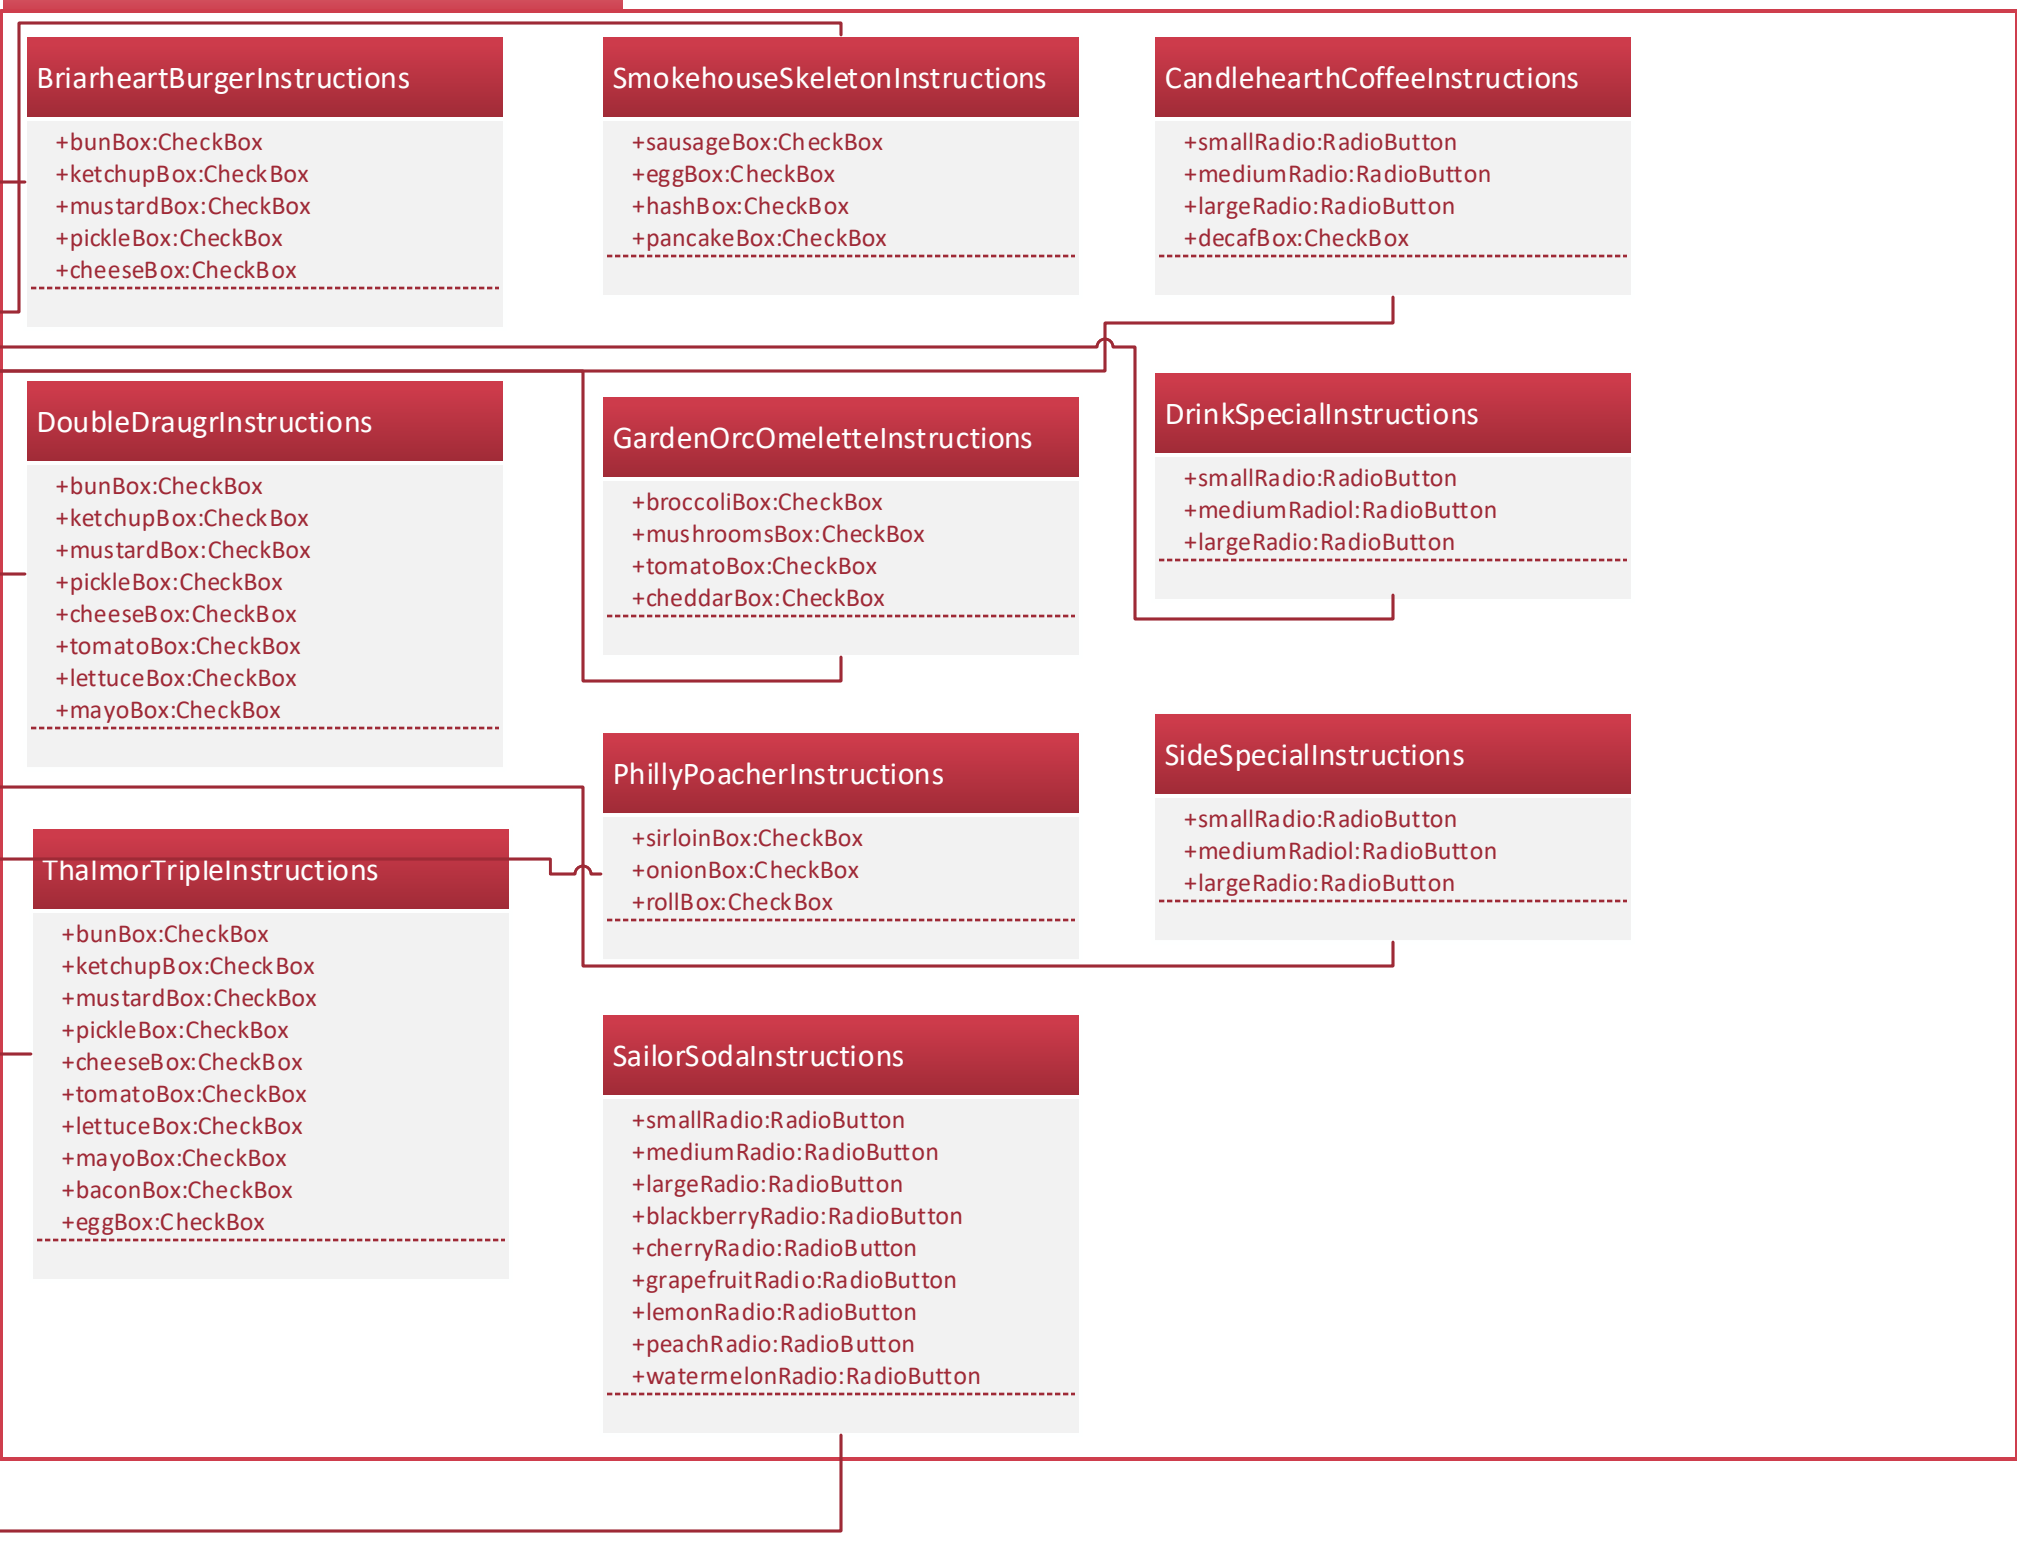 BriarheartBurgerInstructions
+bunBox:CheckBox
+ketchupBox:CheckBox
+mustardBox:CheckBox
+pickleBox:CheckBox
+cheeseBox:CheckBox
SmokehouseSkeletonInstructions
+sausageBox:CheckBox
+eggBox:CheckBox
+hashBox:CheckBox
+pancakeBox:CheckBox
CandlehearthCoffeeInstructions
+smallRadio:RadioButton
+mediumRadio:RadioButton
+largeRadio:RadioButton
+decafBox:CheckBox
DoubleDraugrInstructions
+bunBox:CheckBox
+ketchupBox:CheckBox
+mustardBox:CheckBox
+pickleBox:CheckBox
+cheeseBox:CheckBox
+tomatoBox:CheckBox
+lettuceBox:CheckBox
+mayoBox:CheckBox
GardenOrcOmeletteInstructions
+broccoliBox:CheckBox
+mushroomsBox:CheckBox
+tomatoBox:CheckBox
+cheddarBox:CheckBox
DrinkSpecialInstructions
+smallRadio:RadioButton
+mediumRadiol:RadioButton
+largeRadio:RadioButton
PhillyPoacherInstructions
+sirloinBox:CheckBox
+onionBox:CheckBox
+rollBox:CheckBox
SideSpecialInstructions
+smallRadio:RadioButton
+mediumRadiol:RadioButton
+largeRadio:RadioButton
ThalmorTripleInstructions
+bunBox:CheckBox
+ketchupBox:CheckBox
+mustardBox:CheckBox
+pickleBox:CheckBox
+cheeseBox:CheckBox
+tomatoBox:CheckBox
+lettuceBox:CheckBox
+mayoBox:CheckBox
+baconBox:CheckBox
+eggBox:CheckBox
SailorSodaInstructions
+smallRadio:RadioButton
+mediumRadio:RadioButton
+largeRadio:RadioButton
+blackberryRadio:RadioButton
+cherryRadio:RadioButton
+grapefruitRadio:RadioButton
+lemonRadio:RadioButton
+peachRadio:RadioButton
+watermelonRadio:RadioButton